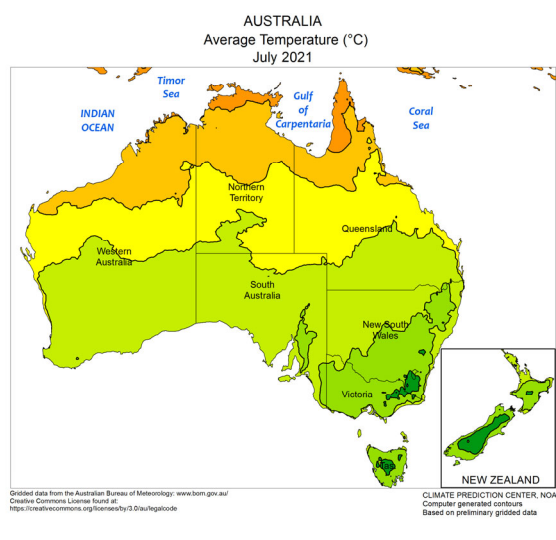 AUSTRALIA
Average Temperature (°C)
July 2021
Timor
Sea
Gulf
of
Carpentaria
INDIAN
OCEAN
Coral
Sea
Northern
Territory
Queensland
Western
Australia
South
Australia
New South
Wales
Victoria
Tas.
NEW ZEALAND
Gridded data from the Australian Bureau of Meteorology: www.bom.gov.au/
Creative Commons License found at:
https://creativecommons.org/licenses/by/3.0/au/legalcode
CLIMATE PREDICTION CENTER, NOA
Computer generated contours
Based on preliminary gridded data